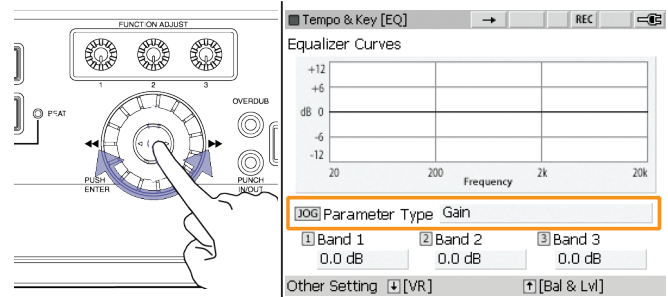 FUNCTION ADJUST
1 2 3
OVERDUB
PUSH
ENTER
PUNCH
IN/OUT
Tempo & Key [EQ] → REC
Equalizer Curves
+12
+6
dB 0
-6
-12
20 200 2k 20k
Frequency
JOG Parameter Type Gain
1 Band 1 2 Band 2 3 Band 3
0.0 dB 0.0 dB 0.0 dB
Other Setting ↓ [VR] ↑ [Bal & Lvl]